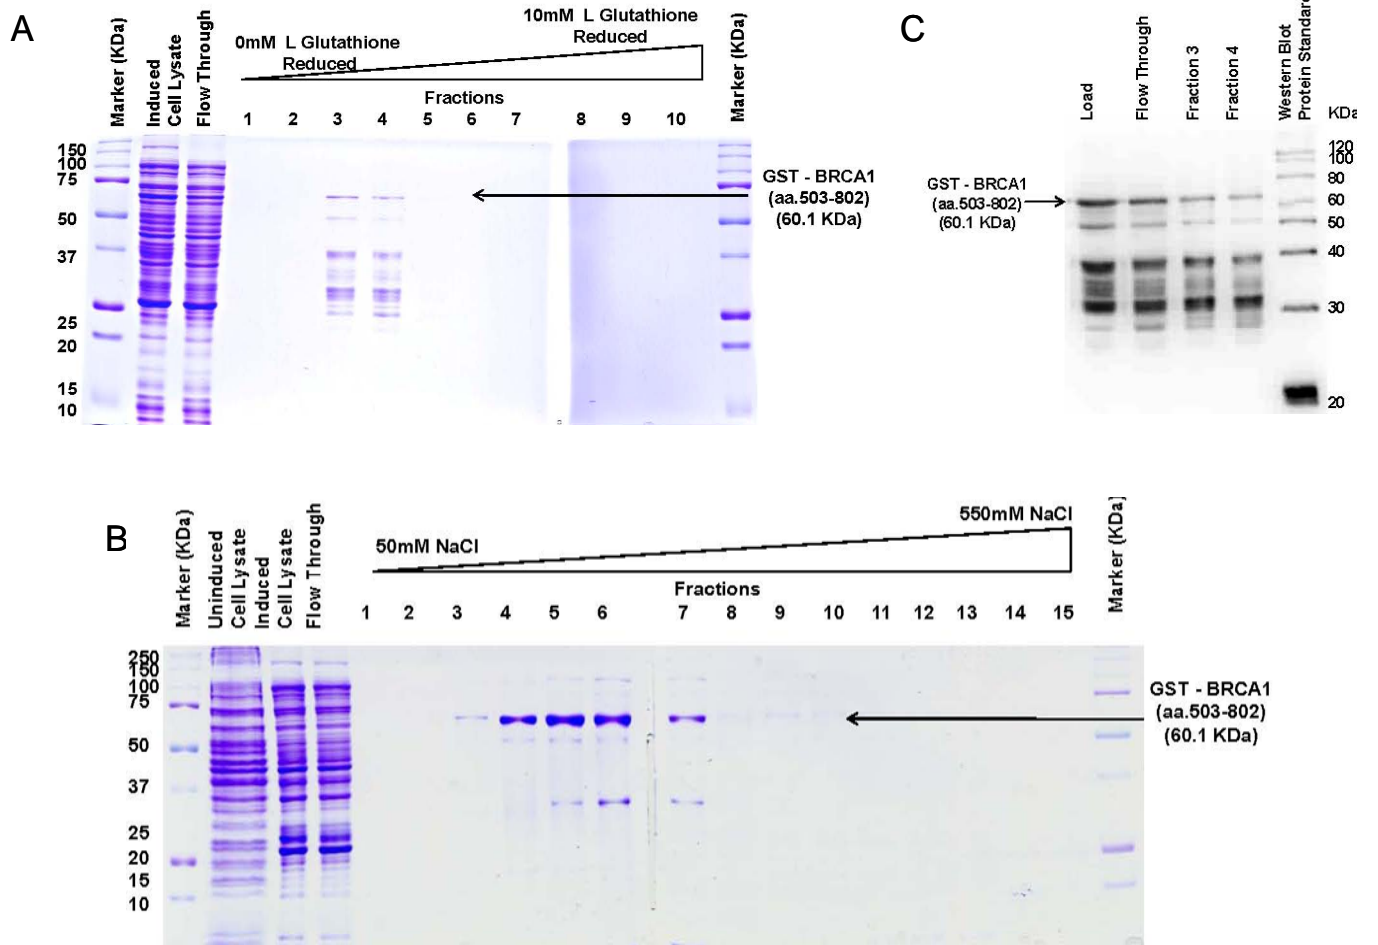 A
Marker (KDa)
Induced
Cell Lysate
Flow Through
0mM L Glutathione
Reduced
10mM L Glutathione
Reduced
Fractions
1 2 3 4 5 6 7 8 9 10
Marker (KDa)
150
100
75
50
37
25
20
15
10
GST - BRCA1
(aa.503-802)
(60.1 KDa)
C
Load
Flow Through
Fraction 3
Fraction 4
Western Blot
Protein Standard
KDa
120
100
80
60
50
40
30
20
GST - BRCA1
(aa.503-802)
(60.1 KDa)
B
Marker (KDa)
Uninduced
Cell Lysate
Induced
Cell Lysate
Flow Through
50mM NaCl
550mM NaCl
Fractions
1 2 3 4 5 6 7 8 9 10 11 12 13 14 15
Marker (KDa)
250
150
100
75
50
37
25
20
15
10
GST - BRCA1
(aa.503-802)
(60.1 KDa)